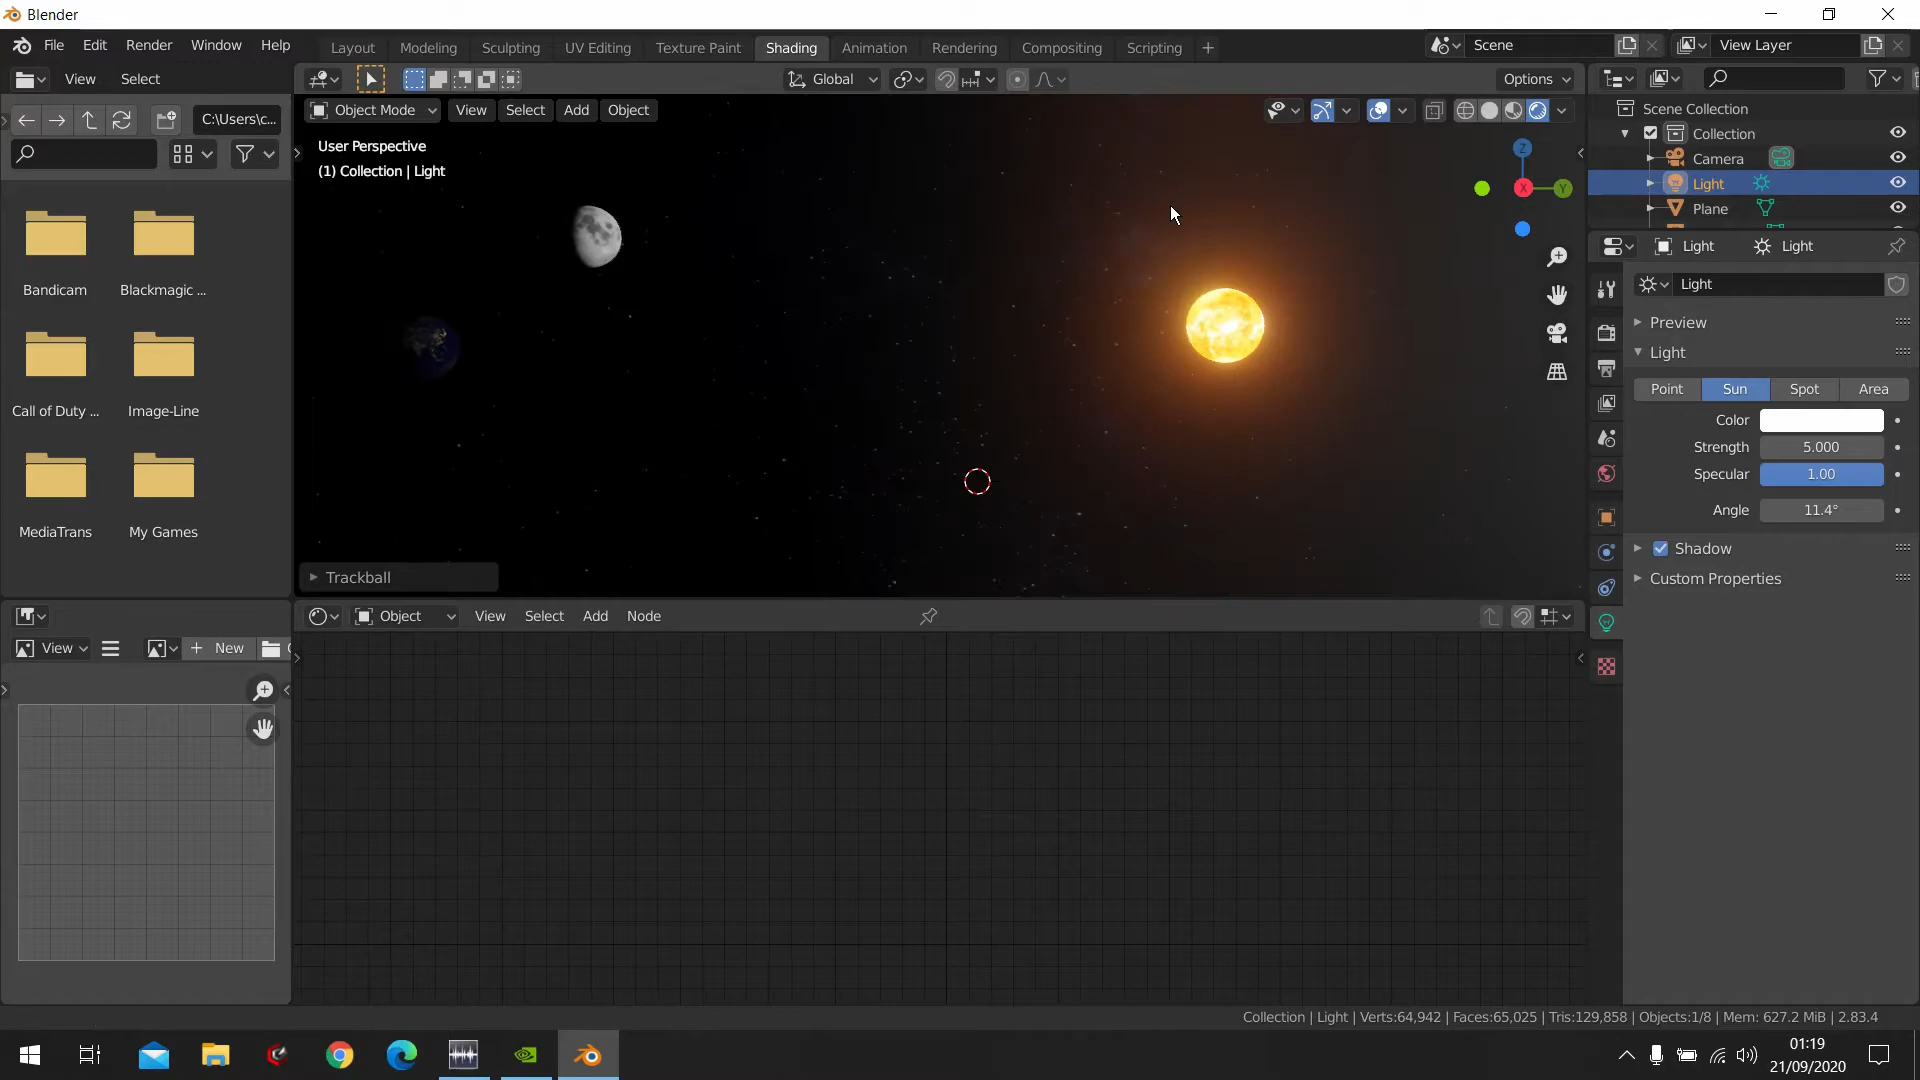 Blender
File Edit Render Window Help Layout Modeling Sculpting UV Editing Texture Paint Shading Animation Rendering Compositing Scripting + Scene View Layer
View Select Global Options
C:\Users\c... Object Mode View Select Add Object Scene Collection
Collection
User Perspective
(1) Collection | Light
Camera
Light
Plane
Z
X
Y
Light Light
Light
Preview
Light
Point Sun Spot Area
Color
Strength 5.000
Specular 1.00
Angle 11.4°
Shadow
Custom Properties
Bandicam Blackmagic ...
Call of Duty ... Image-Line
MediaTrans My Games
Trackball
Object View Select Add Node
View + New
Collection | Light | Verts:64,942 | Faces:65,025 | Tris:129,858 | Objects:1/8 | Mem: 627.2 MiB | 2.83.4
01:19
21/09/2020